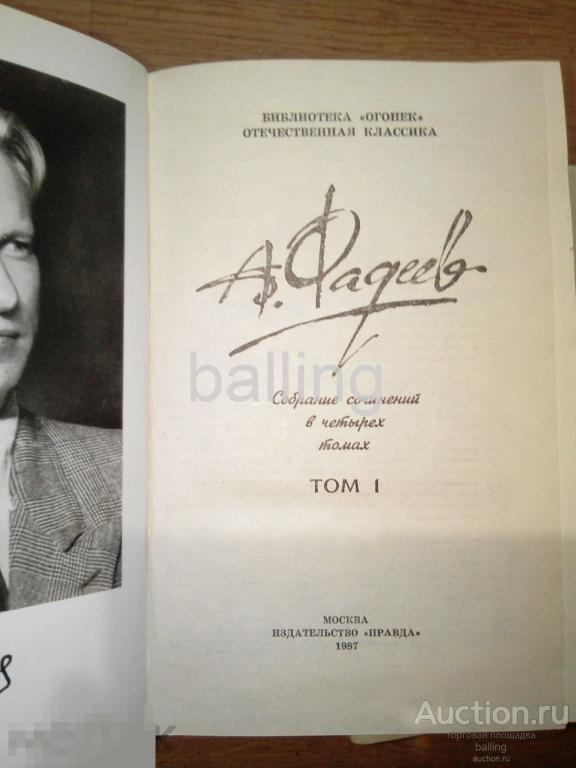 БИБЛИОТЕКА «ОГОНЕК»
ОТЕЧЕСТВЕННАЯ КЛАССИКА
А. Фадеев
balling
Собрание сочинений
в четырех
томах
ТОМ 1
МОСКВА
ИЗДАТЕЛЬСТВО «ПРАВДА»
1987
Auction.ru
торговая площадка
balling
auction.ru